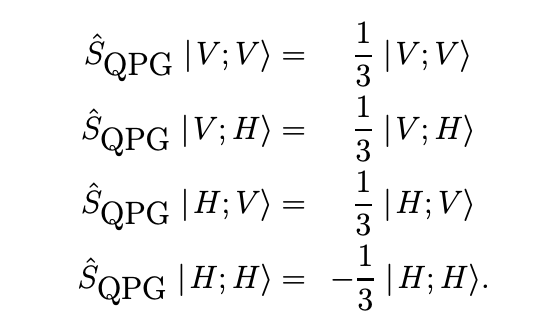 Ŝ_QPG |V;V⟩ = 1/3 |V;V⟩
Ŝ_QPG |V;H⟩ = 1/3 |V;H⟩
Ŝ_QPG |H;V⟩ = 1/3 |H;V⟩
Ŝ_QPG |H;H⟩ = −1/3 |H;H⟩.